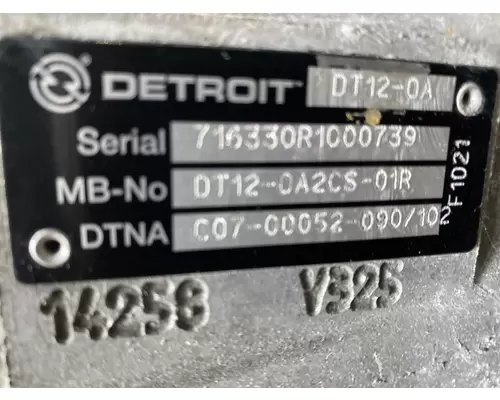 DETROIT DT12-OA
Serial 716330R1000739
MB-No DT12-OA2CS-01R
DTNA C07-00052-090/102
F1021
14258 V325